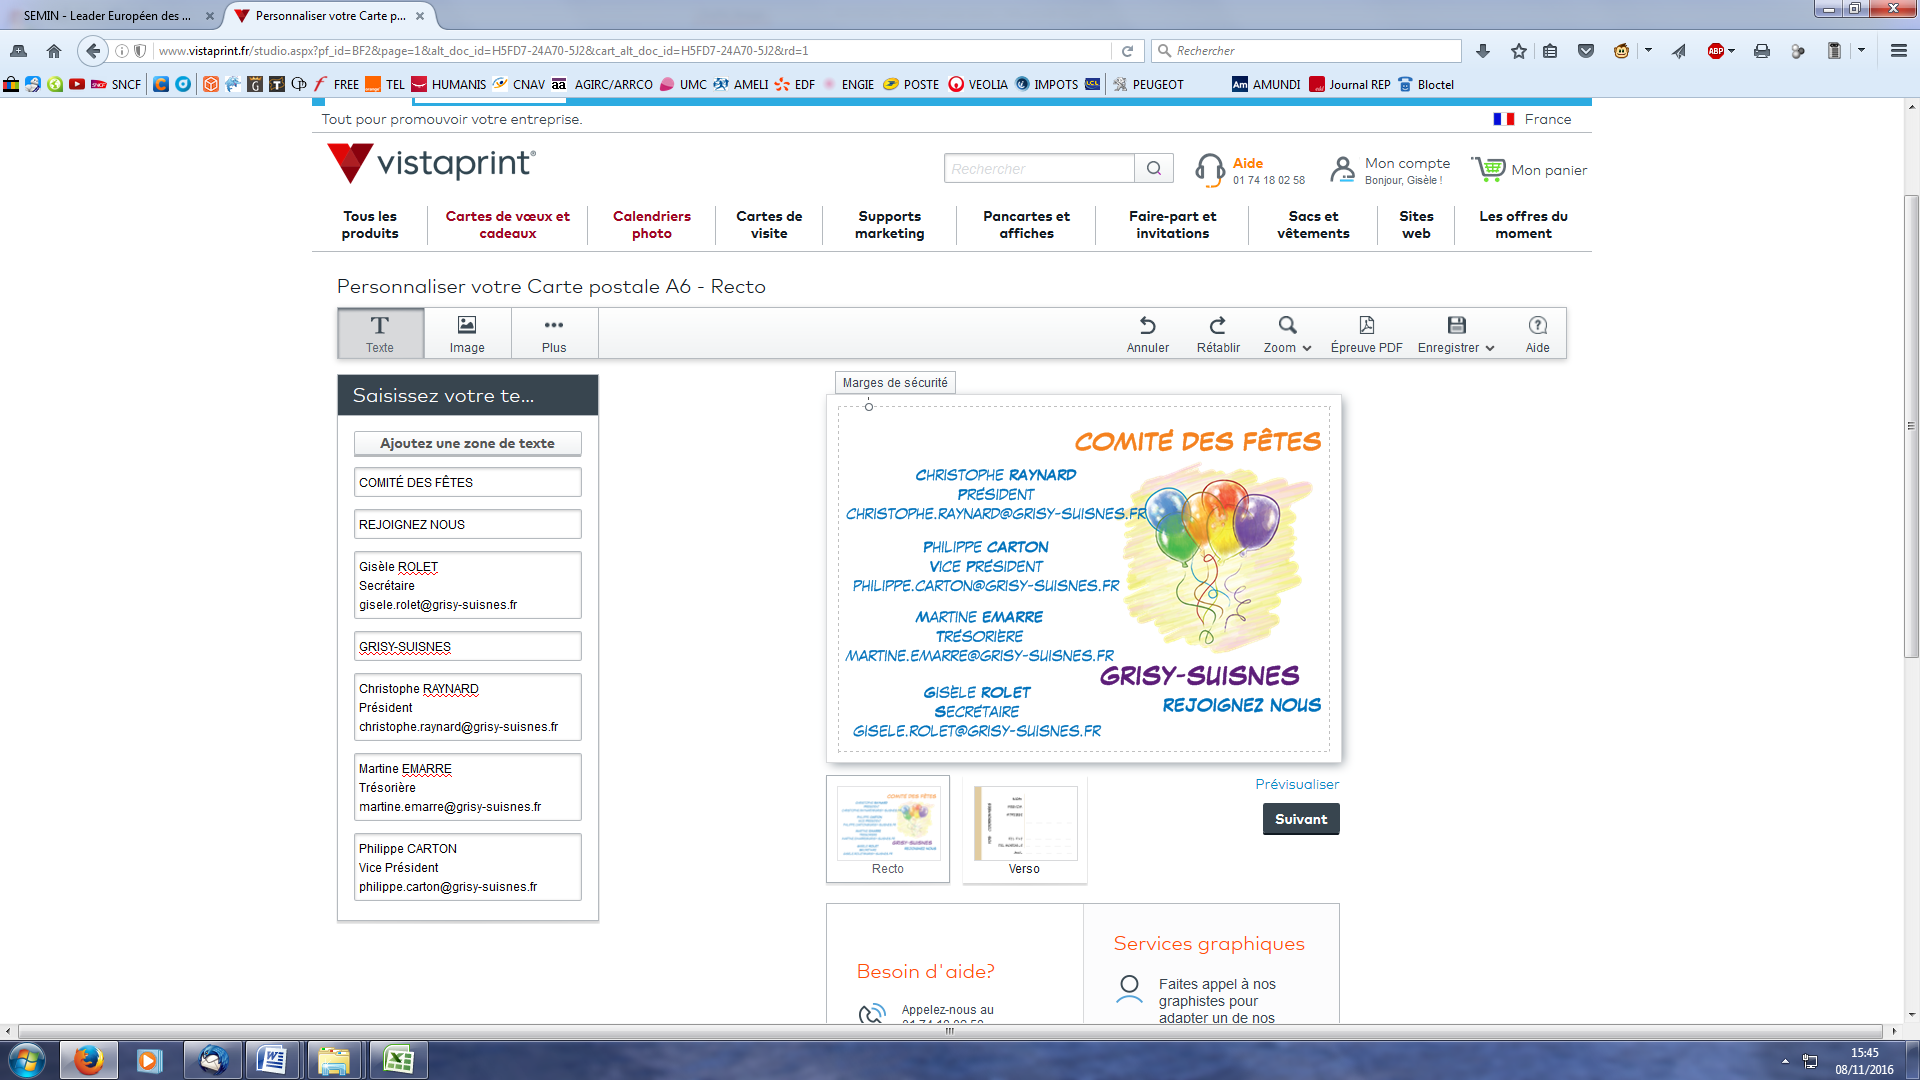 SEMIN - Leader Européen des ...
Personnaliser votre Carte p...
www.vistaprint.fr/studio.aspx?pf_id=BF2&page=1&alt_doc_id=H5FD7-24A70-5J2&cart_alt_doc_id=H5FD7-24A70-5J2&rd=1
Rechercher
ABP
SNCF
FREE
TEL
HUMANIS
CNAV
aa AGIRC/ARRCO
UMC
AMELI
EDF
ENGIE
POSTE
VEOLIA
IMPOTS
LCL
PEUGEOT
Am AMUNDI
Journal REP
Bloctel
Tout pour promouvoir votre entreprise.
France
vistaprint®
Rechercher
Aide
01 74 18 02 58
Mon compte
Bonjour, Gisèle !
Mon panier
Tous les produits
Cartes de vœux et cadeaux
Calendriers photo
Cartes de visite
Supports marketing
Pancartes et affiches
Faire-part et invitations
Sacs et vêtements
Sites web
Les offres du moment
Personnaliser votre Carte postale A6 - Recto
T
Texte
Image
Plus
Annuler
Rétablir
Zoom
Épreuve PDF
Enregistrer
Aide
Saisissez votre te...
Ajoutez une zone de texte
COMITÉ DES FÊTES
REJOIGNEZ NOUS
Gisèle ROLET
Secrétaire
gisele.rolet@grisy-suisnes.fr
GRISY-SUISNES
Christophe RAYNARD
Président
christophe.raynard@grisy-suisnes.fr
Martine EMARRE
Trésorière
martine.emarre@grisy-suisnes.fr
Philippe CARTON
Vice Président
philippe.carton@grisy-suisnes.fr
Marges de sécurité
COMITÉ DES FÊTES
CHRISTOPHE RAYNARD
PRÉSIDENT
CHRISTOPHE.RAYNARD@GRISY-SUISNES.FR
PHILIPPE CARTON
VICE PRÉSIDENT
PHILIPPE.CARTON@GRISY-SUISNES.FR
MARTINE EMARRE
TRÉSORIÈRE
MARTINE.EMARRE@GRISY-SUISNES.FR
GISÈLE ROLET
SECRÉTAIRE
GISELE.ROLET@GRISY-SUISNES.FR
GRISY-SUISNES
REJOIGNEZ NOUS
COMITÉ DES FÊTES
GRISY-SUISNES
REJOIGNEZ NOUS
Recto
Verso
Prévisualiser
Suivant
Besoin d'aide?
Appelez-nous au
Services graphiques
Faites appel à nos
graphistes pour
adapter un de nos
15:45
08/11/2016